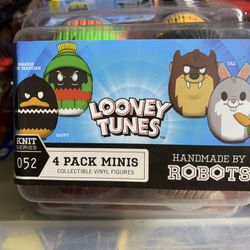 MARVIN
THE MARTIAN
TAZ
LOONEY
TUNES
DAFFY
KNIT
SERIES
052
4 PACK MINIS
COLLECTIBLE VINYL FIGURES
HANDMADE BY
ROBOTS